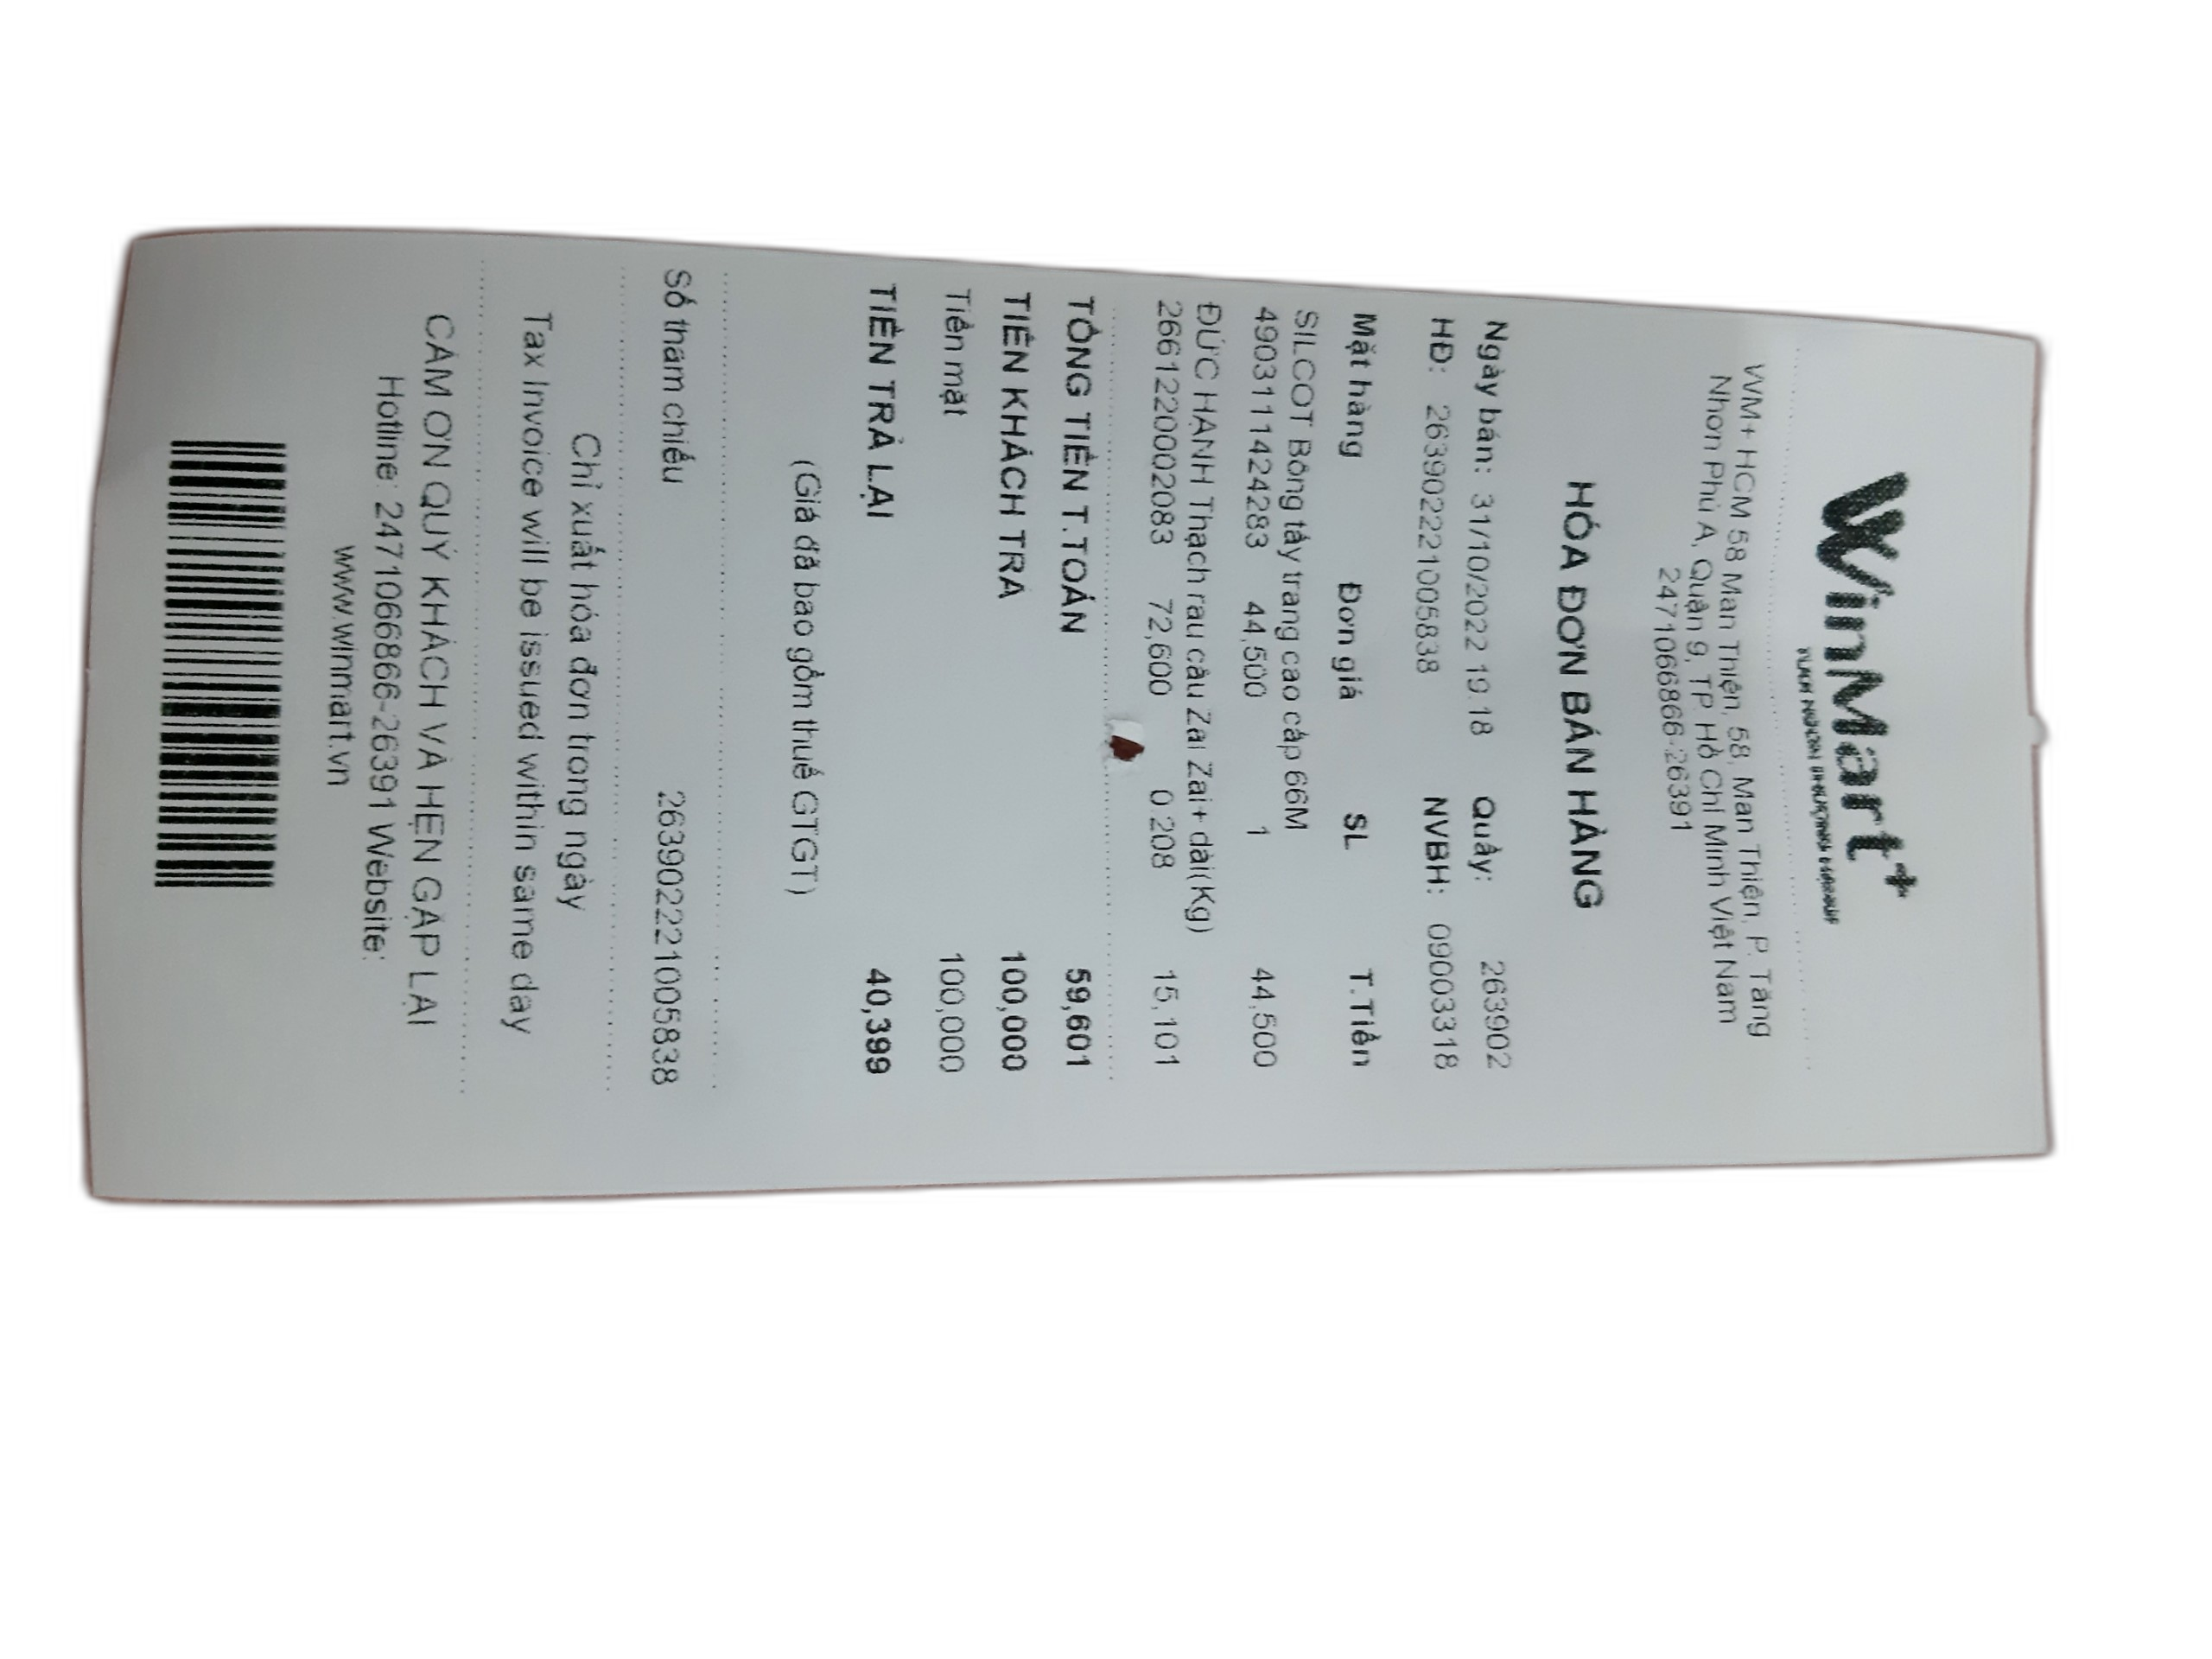 WinMart+
WM+ HCM 58 Man Thiện, 58, Man Thiện, P. Tăng
Nhơn Phú A, Quận 9, TP. Hồ Chí Minh Việt Nam
2471066866-26391
HÓA ĐƠN BÁN HÀNG
Ngày bán: 31/10/2022 19:18 Quầy: 263902
HĐ: 263902221005838 NVBH: 09003318
Mặt hàng Đơn giá SL T.Tiền
SILCOT Bông tẩy trang cao cấp 66M
4903111424283 44,500 1 44,500
ĐỨC HẠNH Thạch rau câu Zai Zai+ dài(Kg)
2661220002083 72,600 0.208 15,101
TỔNG TIỀN T.TOÁN 59,601
TIỀN KHÁCH TRẢ 100,000
Tiền mặt 100,000
TIỀN TRẢ LẠI 40,399
(Giá đã bao gồm thuế GTGT)
Số tham chiếu 2639022210005838
Chỉ xuất hóa đơn trong ngày
Tax Invoice will be issued within same day
CẢM ƠN QUÝ KHÁCH VÀ HẸN GẶP LẠI
Hotline: 2471066866-26391 Website:
www.winmart.vn